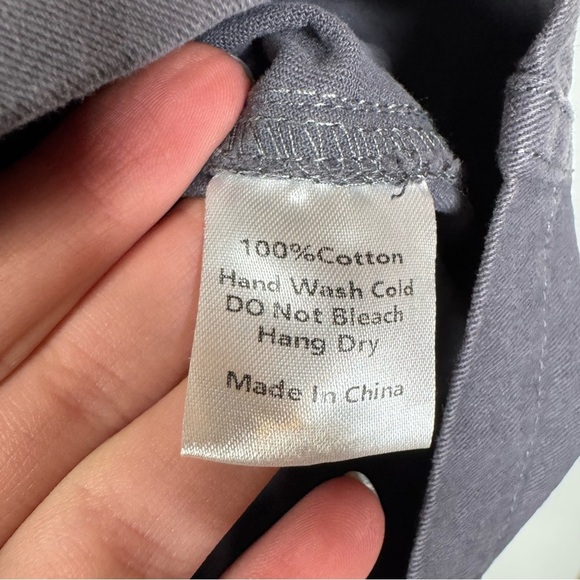 100%Cotton
Hand Wash Cold
DO Not Bleach
Hang Dry
Made In China